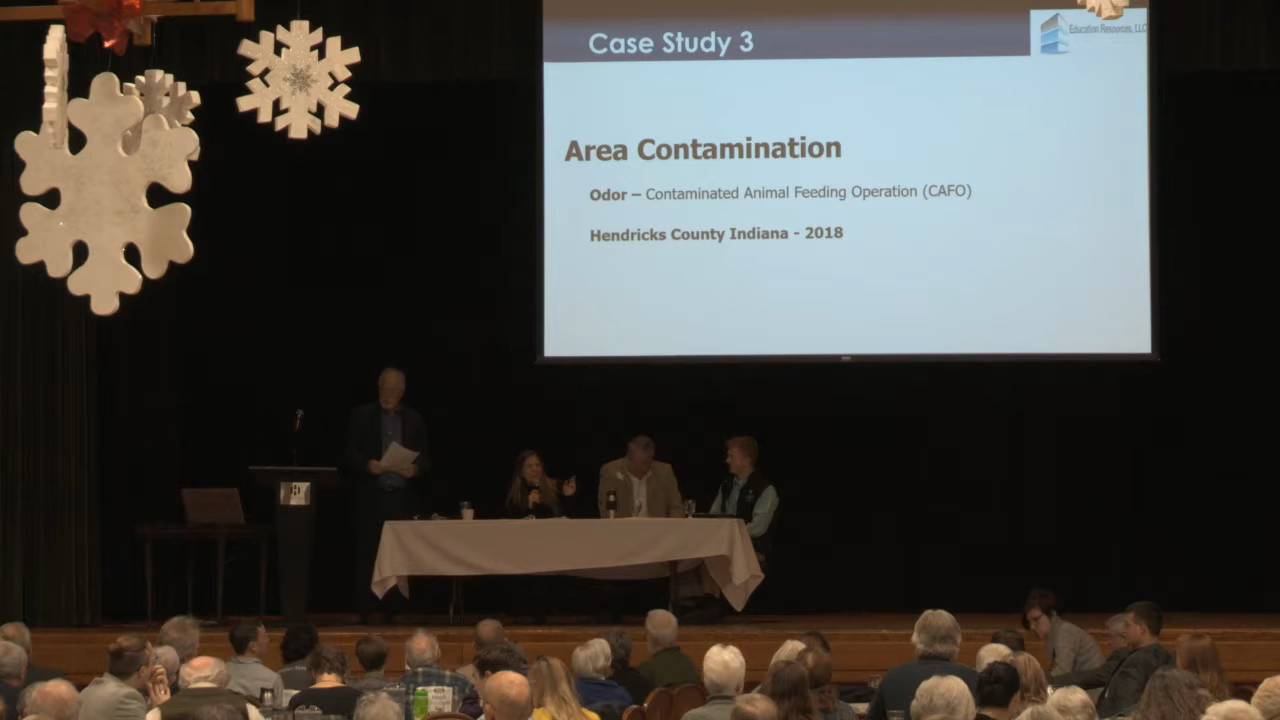 Case Study 3
Education Resources, LLC
Area Contamination
Odor – Contaminated Animal Feeding Operation (CAFO)
Hendricks County Indiana - 2018